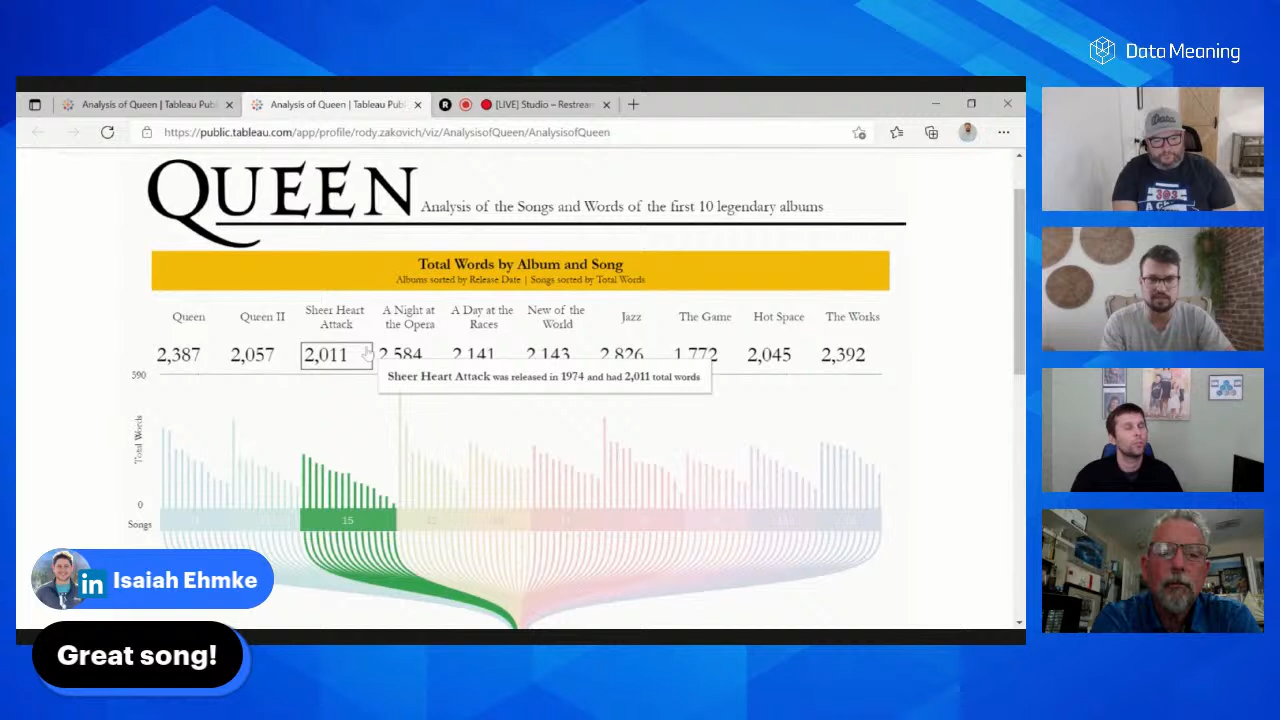 Data Meaning
Analysis of Queen | Tableau Publ
Analysis of Queen | Tableau Publ
R
[LIVE] Studio – Restream
https://public.tableau.com/app/profile/rody.zakovich/viz/AnalysisofQueen/AnalysisofQueen
QUEEN
Analysis of the Songs and Words of the first 10 legendary albums
Total Words by Album and Song
Albums sorted by Release Date | Songs sorted by Total Words
Queen
Queen II
Sheer Heart
Attack
A Night at
the Opera
A Day at the
Races
New of the
World
Jazz
The Game
Hot Space
The Works
2,387
2,057
2,011
2,584
2,141
2,143
2,826
1,772
2,045
2,392
Sheer Heart Attack was released in 1974 and had 2,011 total words
590
Total Words
0
Songs
15
in
Isaiah Ehmke
Great song!